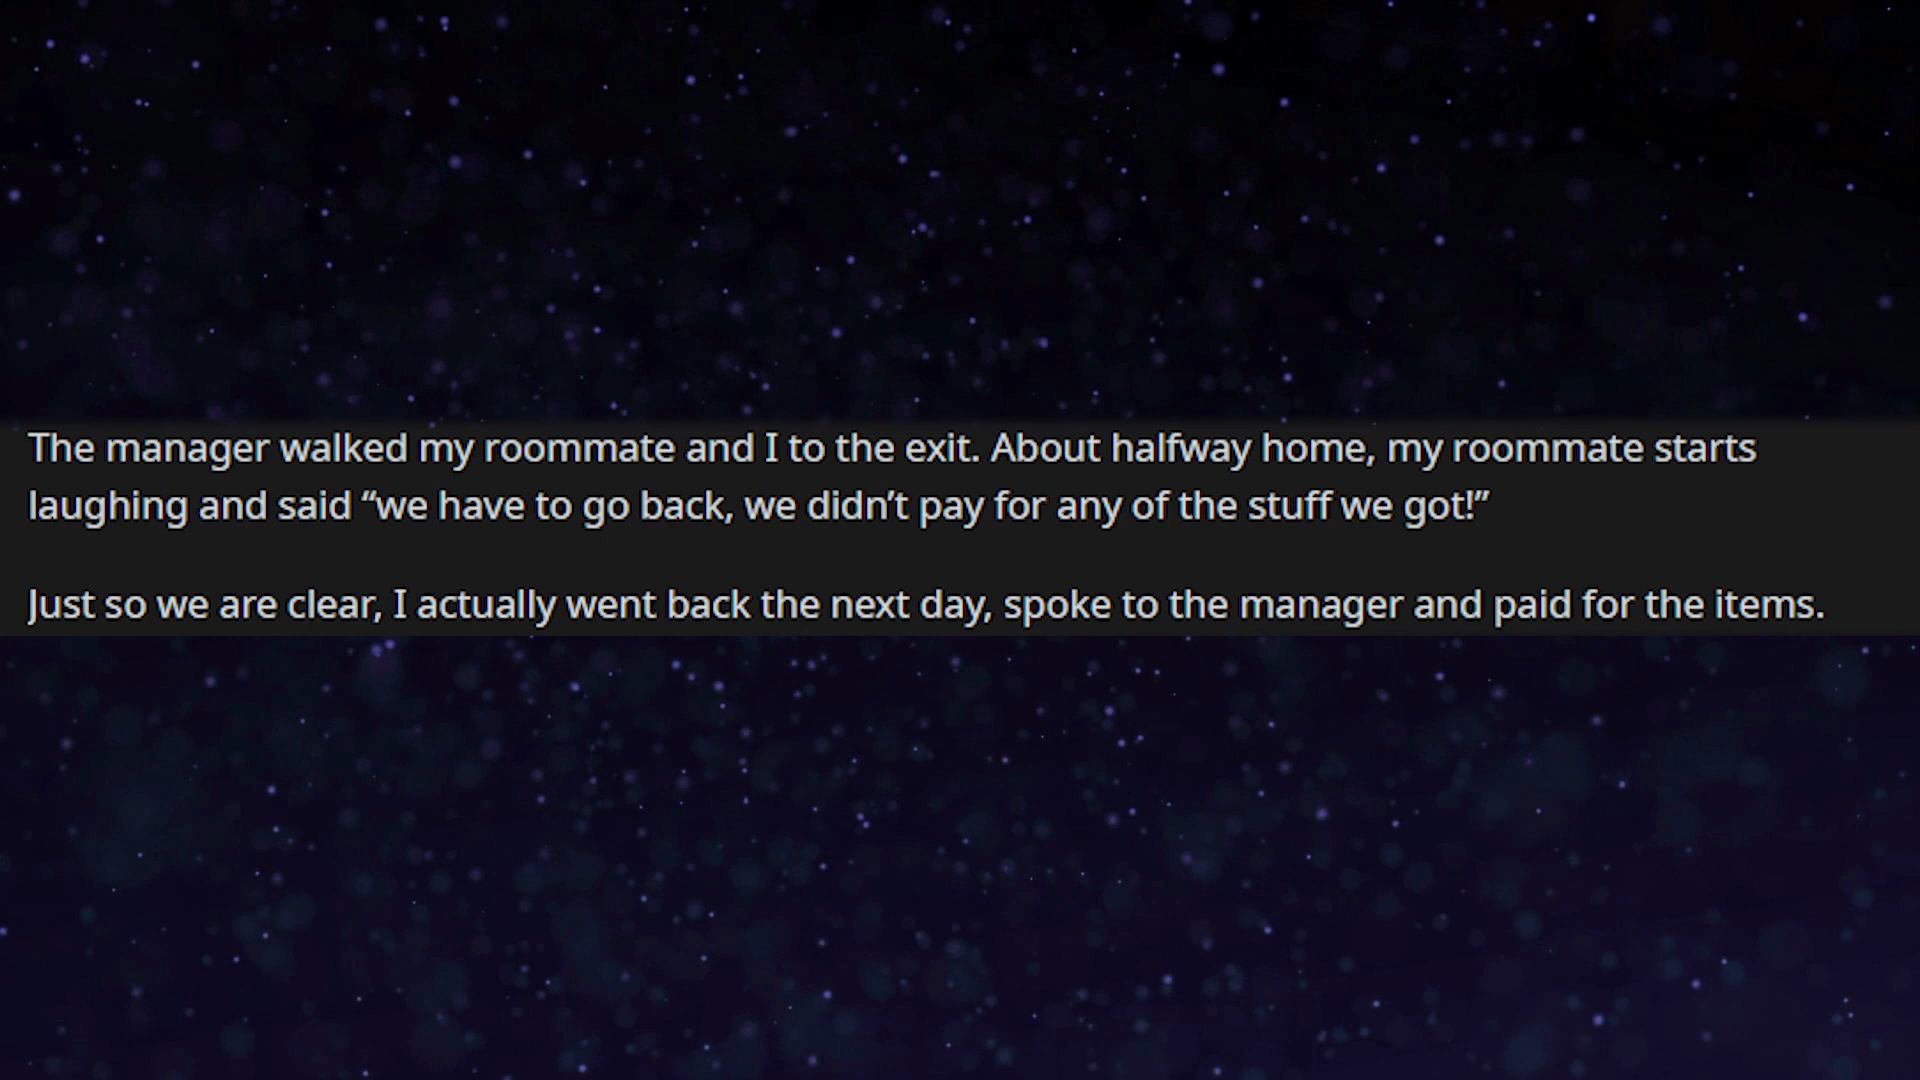 The manager walked my roommate and I to the exit. About halfway home, my roommate starts
laughing and said “we have to go back, we didn’t pay for any of the stuff we got!”
Just so we are clear, I actually went back the next day, spoke to the manager and paid for the items.